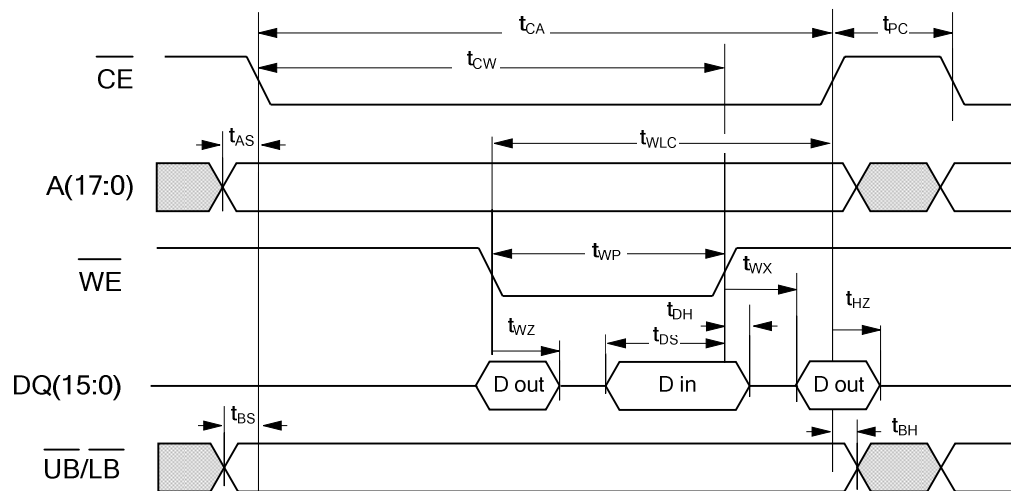 tCA
tPC
tCW
CE
tAS
tWLC
A(17:0)
tWP
WE
tWX
tDH
tHZ
tWZ
tDS
DQ(15:0)
D out
D in
D out
tBS
tBH
UB/LB